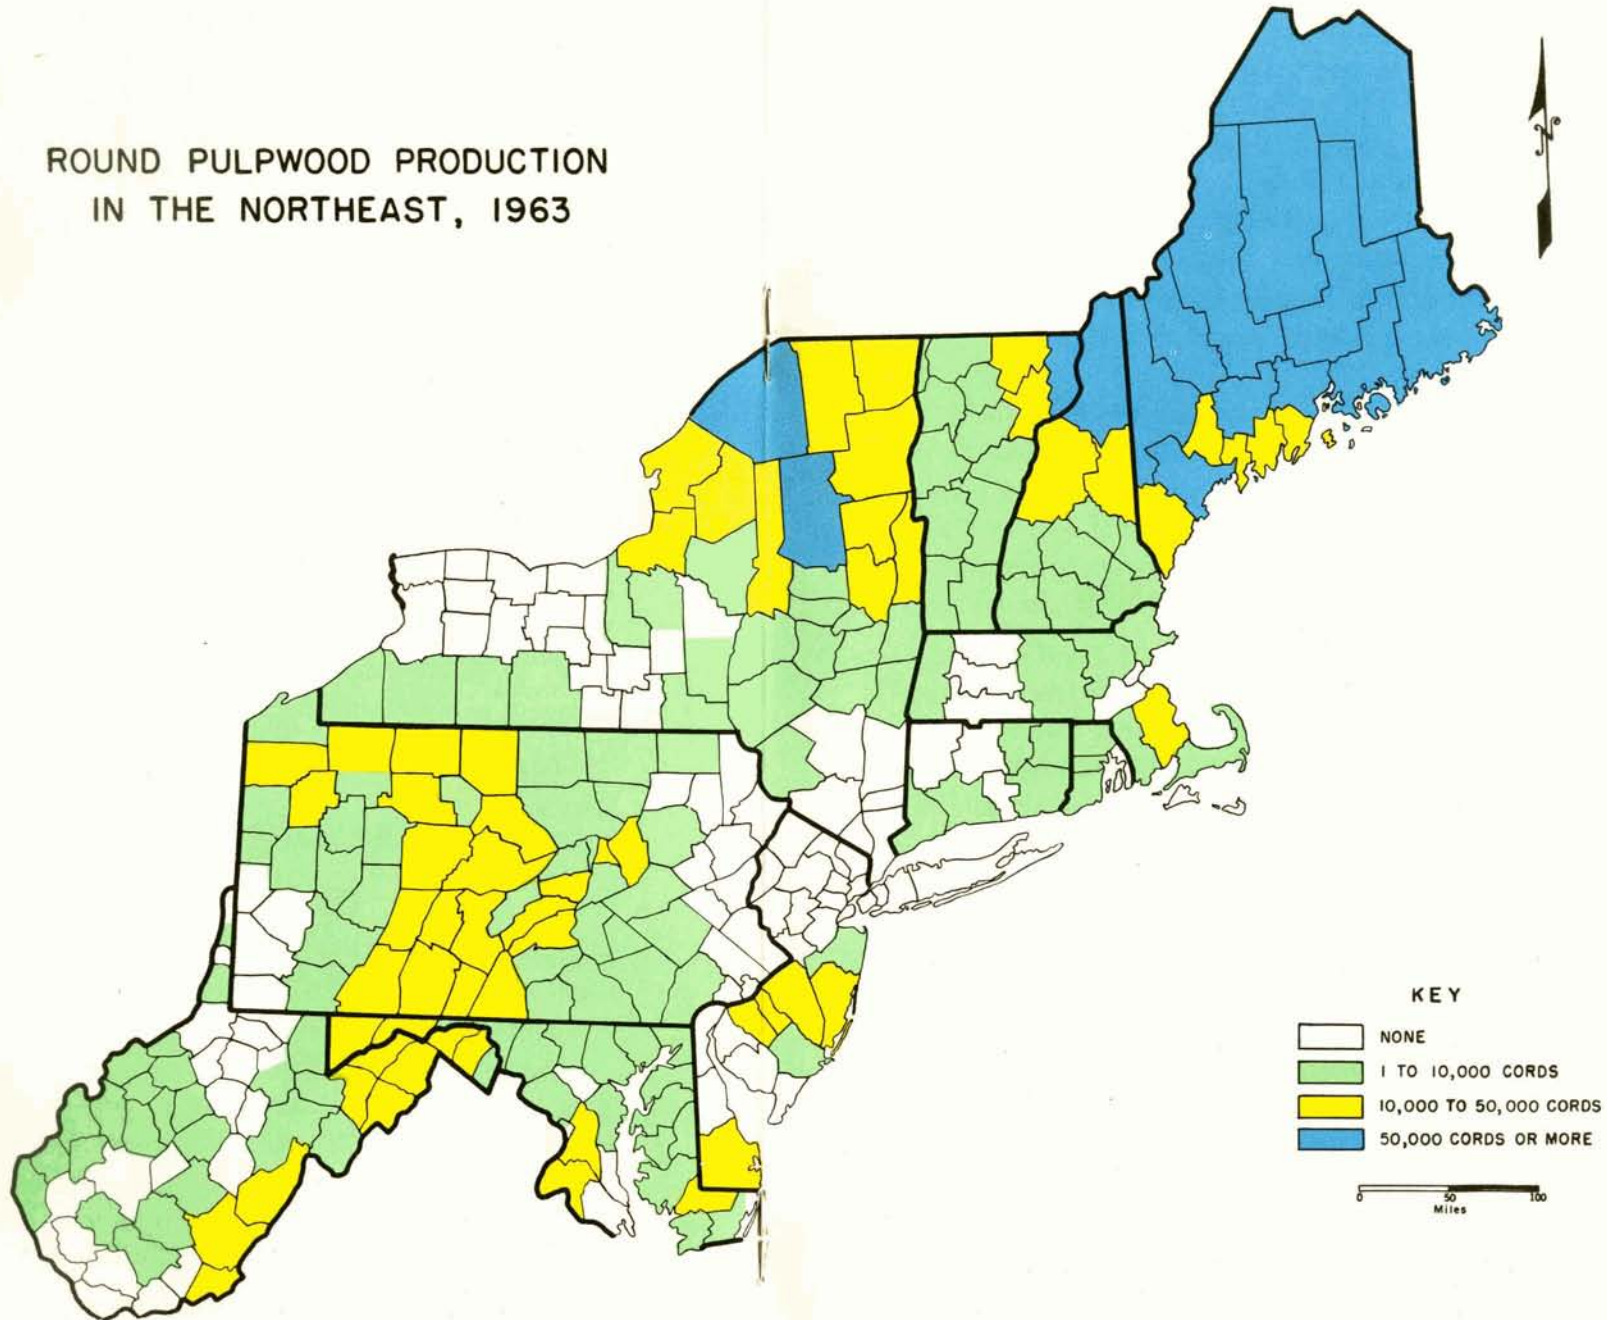 ROUND PULPWOOD PRODUCTION
IN THE NORTHEAST, 1963
N
KEY
NONE
1 TO 10,000 CORDS
10,000 TO 50,000 CORDS
50,000 CORDS OR MORE
0 50 100
Miles